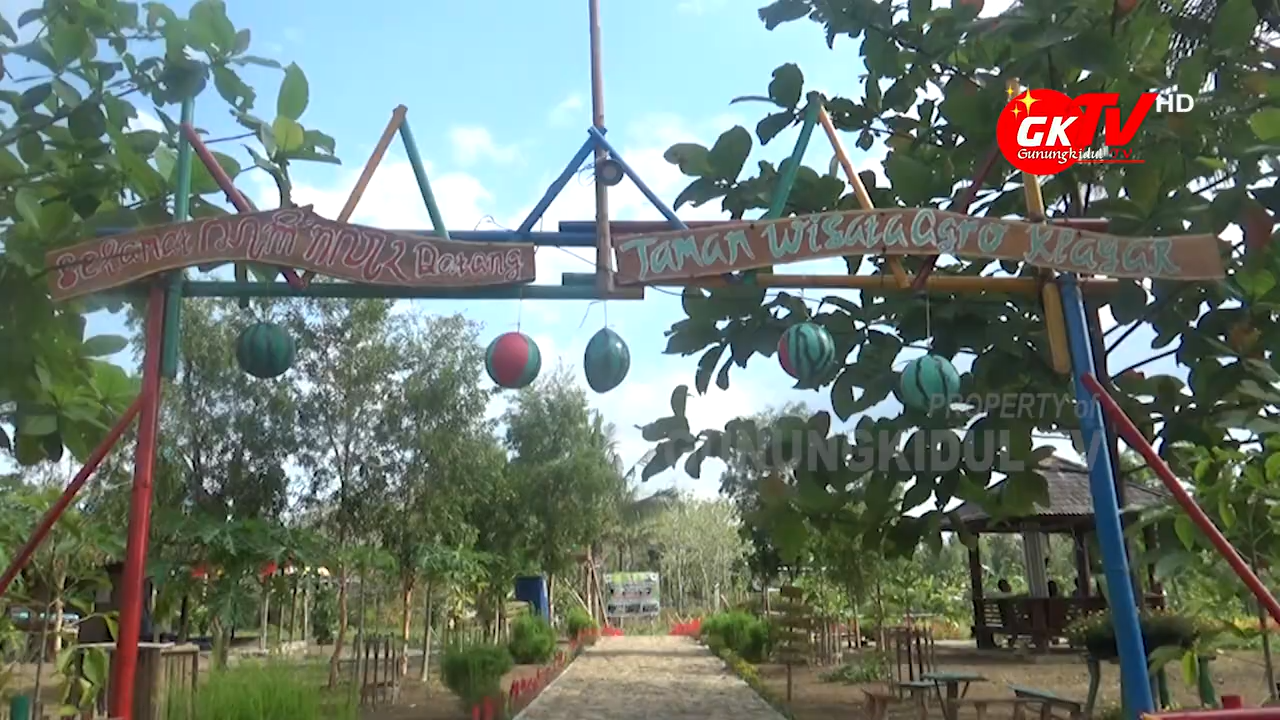 Selamat Datang
Taman Wisata Agro Klayar
GKTV HD
Gunungkidul TV
PROPERTY of
GUNUNGKIDUL TV